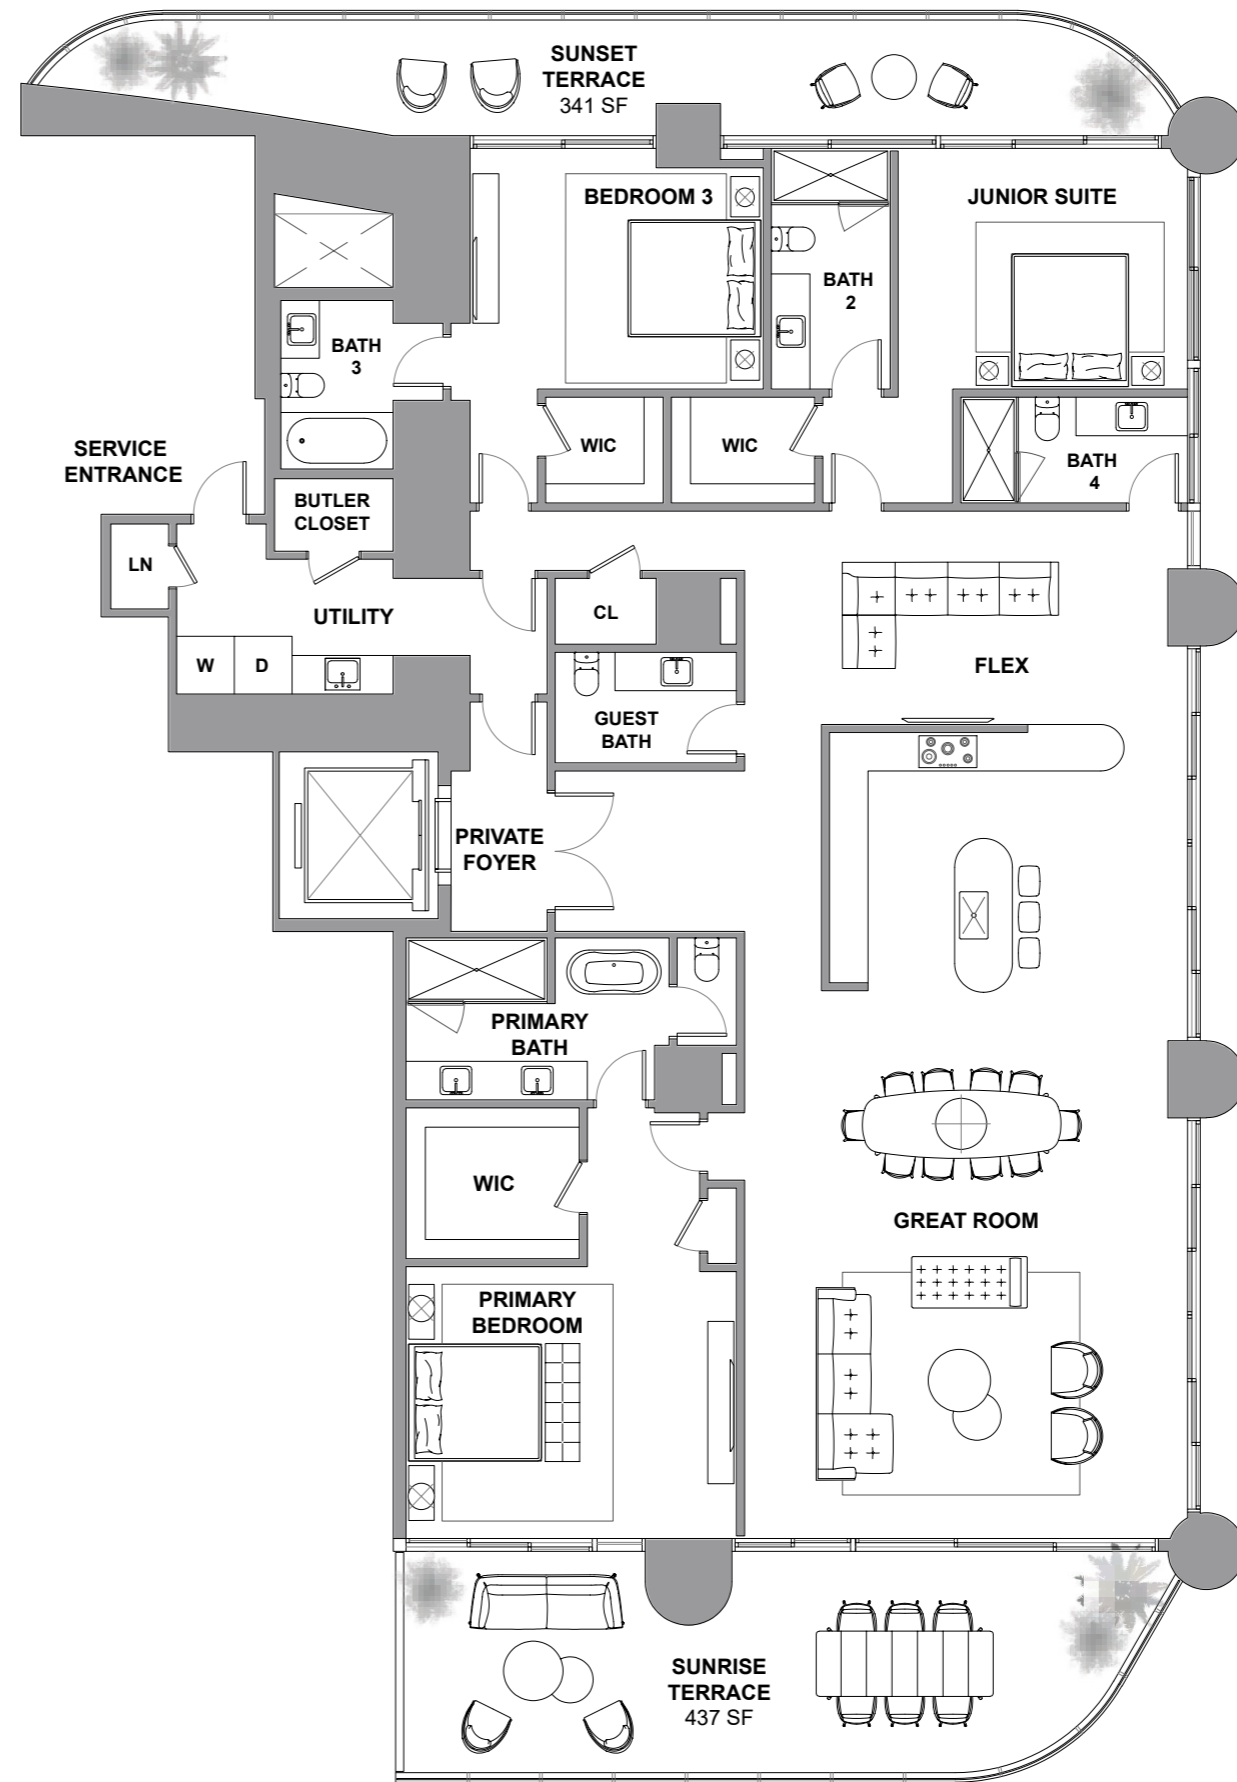 SUNSET
TERRACE
341 SF
BEDROOM 3
JUNIOR SUITE
BATH
2
BATH
3
SERVICE
ENTRANCE
WIC
WIC
BATH
4
BUTLER
CLOSET
LN
UTILITY
CL
W
D
FLEX
GUEST
BATH
PRIVATE
FOYER
PRIMARY
BATH
WIC
GREAT ROOM
PRIMARY
BEDROOM
SUNRISE
TERRACE
437 SF